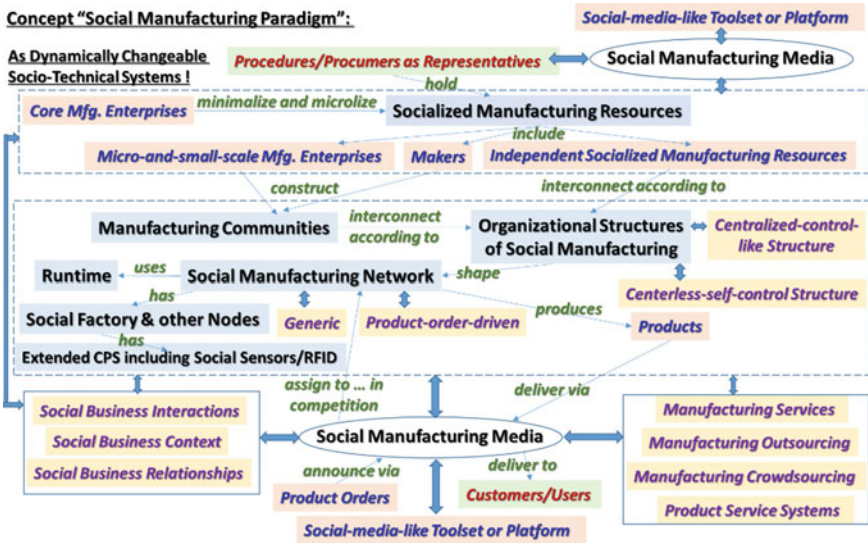 Concept “Social Manufacturing Paradigm”:
Social-media-like Toolset or Platform
As Dynamically Changeable
Socio-Technical Systems !
Procedures/Procumers as Representatives
Social Manufacturing Media
hold
Core Mfg. Enterprises
minimalize and microlize
Socialized Manufacturing Resources
include
Micro-and-small-scale Mfg. Enterprises
Makers
Independent Socialized Manufacturing Resources
construct
interconnect according to
Manufacturing Communities
interconnect
according to
Organizational Structures
of Social Manufacturing
Centralized-control-
like Structure
Runtime
uses
Social Manufacturing Network
shape
Centerless-self-control Structure
has
Social Factory & other Nodes
Generic
Product-order-driven
produces
Products
has
Extended CPS including Social Sensors/RFID
assign to ... in
competition
deliver via
Social Business Interactions
Social Business Context
Social Business Relationships
Social Manufacturing Media
Manufacturing Services
Manufacturing Outsourcing
Manufacturing Crowdsourcing
Product Service Systems
announce via
deliver to
Product Orders
Customers/Users
Social-media-like Toolset or Platform